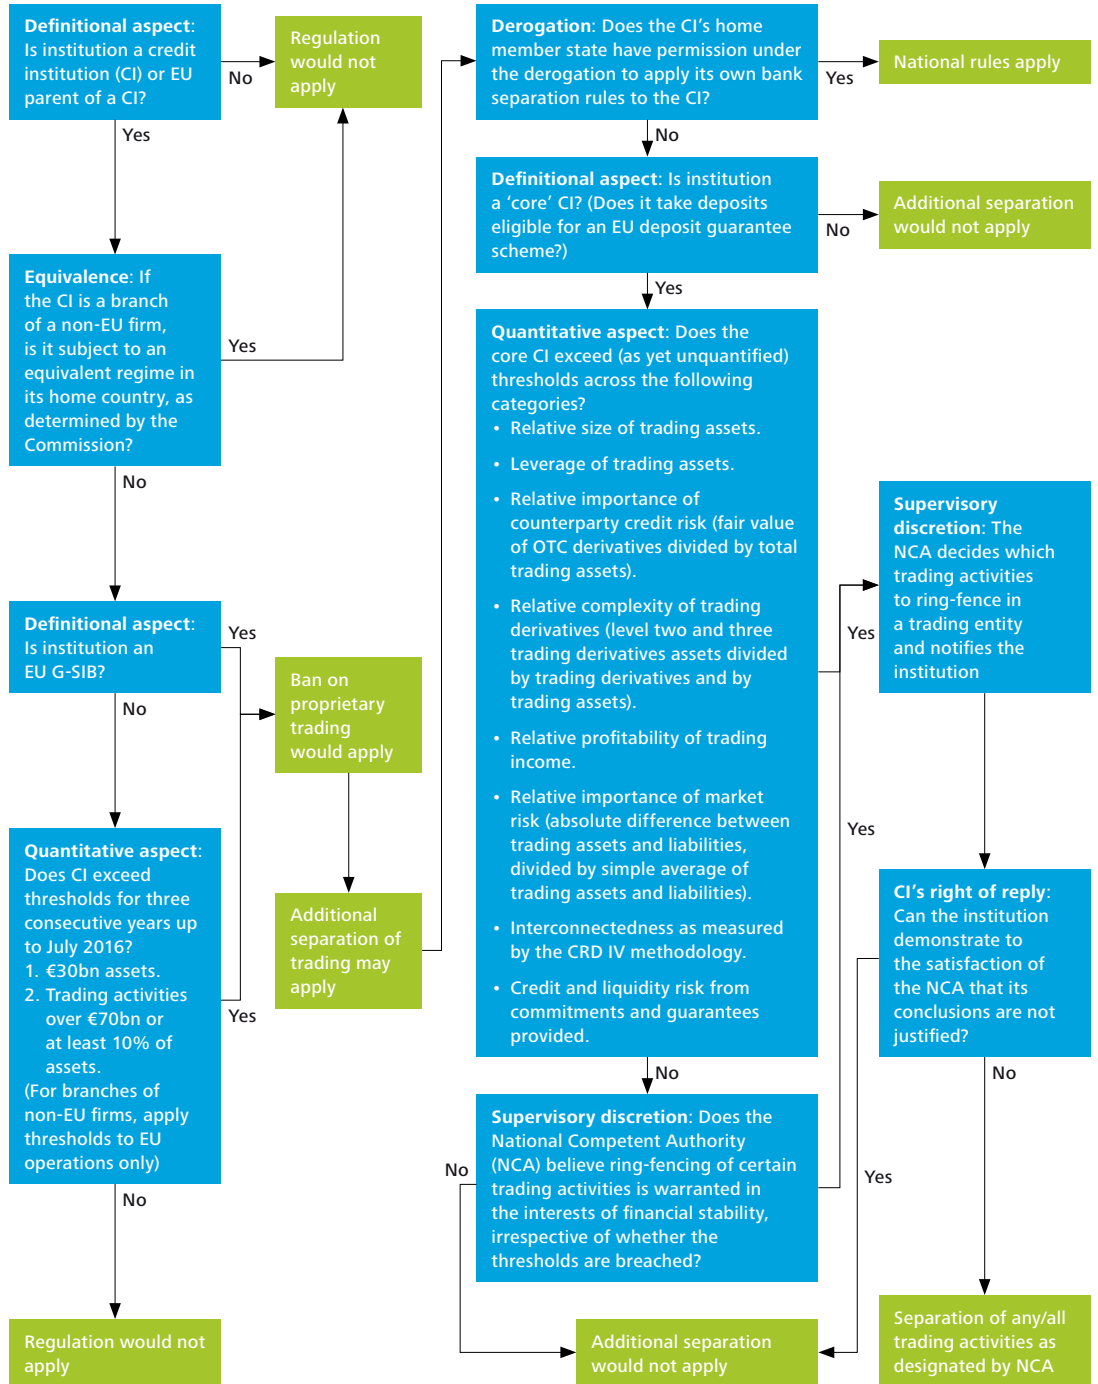 Definitional aspect:
Is institution a credit
institution (CI) or EU
parent of a CI?
No
Regulation
would not
apply
Yes
Equivalence: If
the CI is a branch
of a non-EU firm,
is it subject to an
equivalent regime in
its home country, as
determined by the
Commission?
Yes
No
Definitional aspect:
Is institution an
EU G-SIB?
Yes
No
Ban on
proprietary
trading
would apply
Quantitative aspect:
Does CI exceed
thresholds for three
consecutive years up
to July 2016?
1. €30bn assets.
2. Trading activities
over €70bn or
at least 10% of
assets.
(For branches of
non-EU firms, apply
thresholds to EU
operations only)
Yes
Additional
separation of
trading may
apply
No
Regulation would not
apply
Derogation: Does the CI's home
member state have permission under
the derogation to apply its own bank
separation rules to the CI?
Yes
National rules apply
No
Definitional aspect: Is institution
a 'core' CI? (Does it take deposits
eligible for an EU deposit guarantee
scheme?)
No
Additional separation
would not apply
Yes
Quantitative aspect: Does the
core CI exceed (as yet unquantified)
thresholds across the following
categories?
• Relative size of trading assets.
• Leverage of trading assets.
• Relative importance of
counterparty credit risk (fair value
of OTC derivatives divided by total
trading assets).
• Relative complexity of trading
derivatives (level two and three
trading derivatives assets divided
by trading derivatives and by
trading assets).
• Relative profitability of trading
income.
• Relative importance of market
risk (absolute difference between
trading assets and liabilities,
divided by simple average of
trading assets and liabilities).
• Interconnectedness as measured
by the CRD IV methodology.
• Credit and liquidity risk from
commitments and guarantees
provided.
Yes
No
Supervisory discretion: Does the
National Competent Authority
(NCA) believe ring-fencing of certain
trading activities is warranted in
the interests of financial stability,
irrespective of whether the
thresholds are breached?
No
Yes
Supervisory
discretion: The
NCA decides which
trading activities
to ring-fence in
a trading entity
and notifies the
institution
CI's right of reply:
Can the institution
demonstrate to
the satisfaction of
the NCA that its
conclusions are not
justified?
Yes
No
Additional separation
would not apply
Separation of any/all
trading activities as
designated by NCA